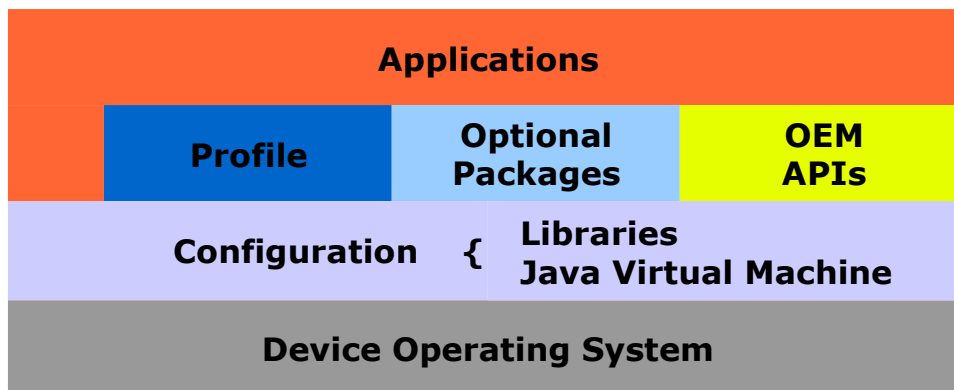 Applications
Profile
Optional
Packages
OEM
APIs
Configuration {
Libraries
Java Virtual Machine
Device Operating System